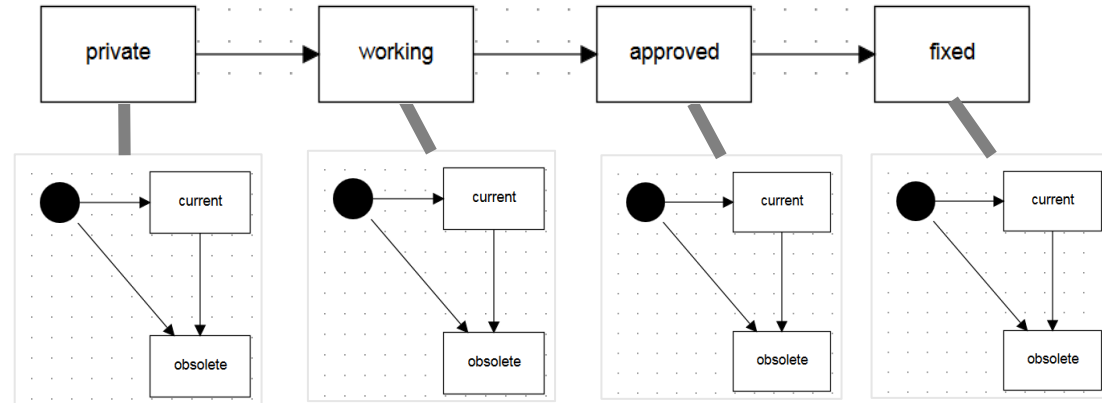 private
working
approved
fixed
current
current
current
current
obsolete
obsolete
obsolete
obsolete